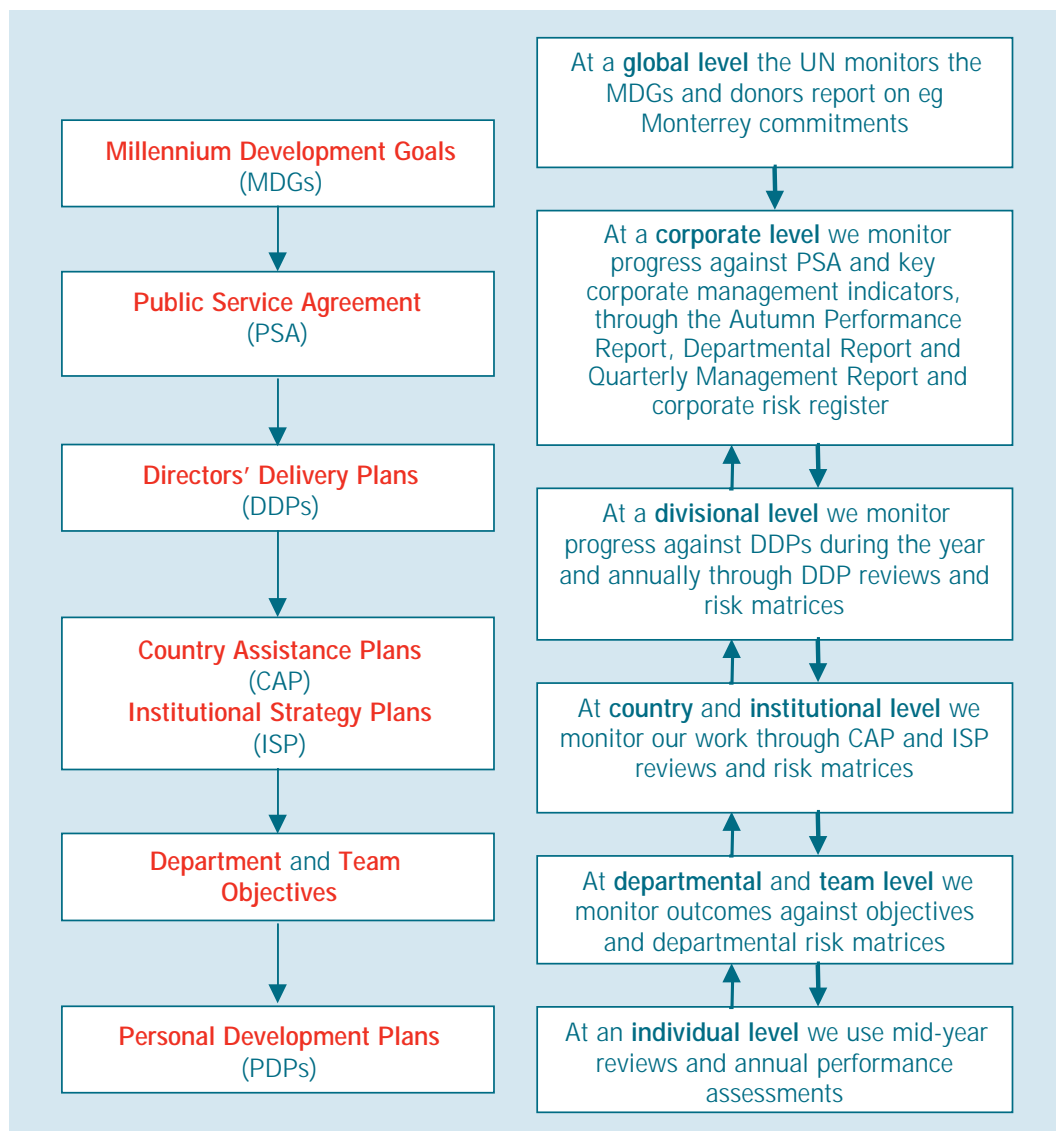 Millennium Development Goals
(MDGs)
Public Service Agreement
(PSA)
Directors’ Delivery Plans
(DDPs)
Country Assistance Plans
(CAP)
Institutional Strategy Plans
(ISP)
Department and Team
Objectives
Personal Development Plans
(PDPs)
At a global level the UN monitors the
MDGs and donors report on eg
Monterrey commitments
At a corporate level we monitor
progress against PSA and key
corporate management indicators,
through the Autumn Performance
Report, Departmental Report and
Quarterly Management Report and
corporate risk register
At a divisional level we monitor
progress against DDPs during the year
and annually through DDP reviews and
risk matrices
At country and institutional level we
monitor our work through CAP and ISP
reviews and risk matrices
At departmental and team level we
monitor outcomes against objectives
and departmental risk matrices
At an individual level we use mid-year
reviews and annual performance
assessments